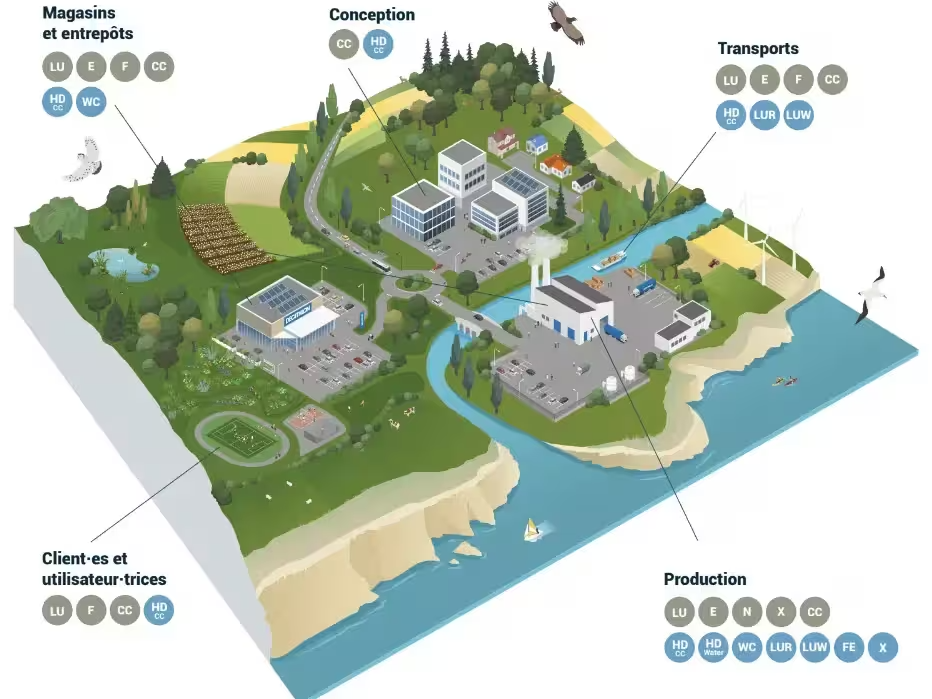 Magasins
et entrepôts
LU E F CC
HD CC WC
Conception
CC HD CC
Transports
LU E F CC
HD CC LUR LUW
DECATHLON
Client·es et
utilisateur·trices
LU F CC HD CC
Production
LU E N X CC
HD CC HD Water WC LUR LUW FE X